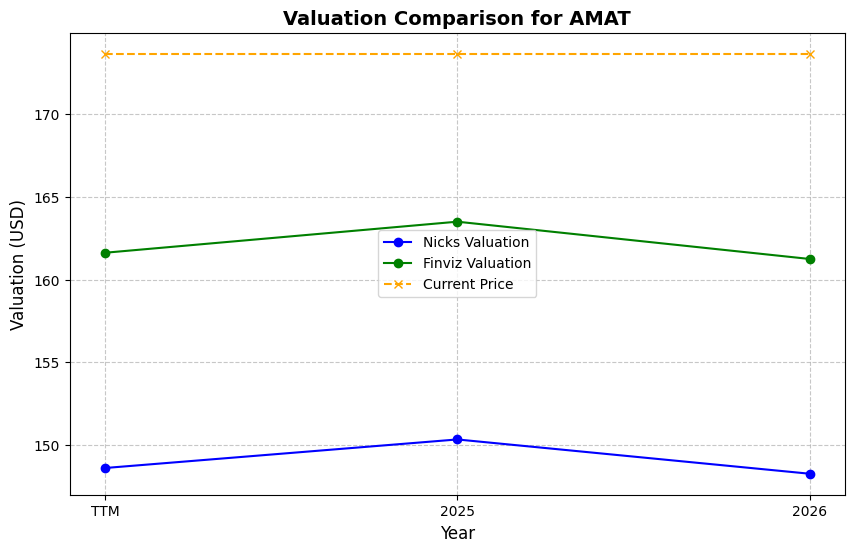 Valuation Comparison for AMAT
Valuation (USD)
170
165
160
155
150
Nicks Valuation
Finviz Valuation
Current Price
TTM 2025 2026
Year